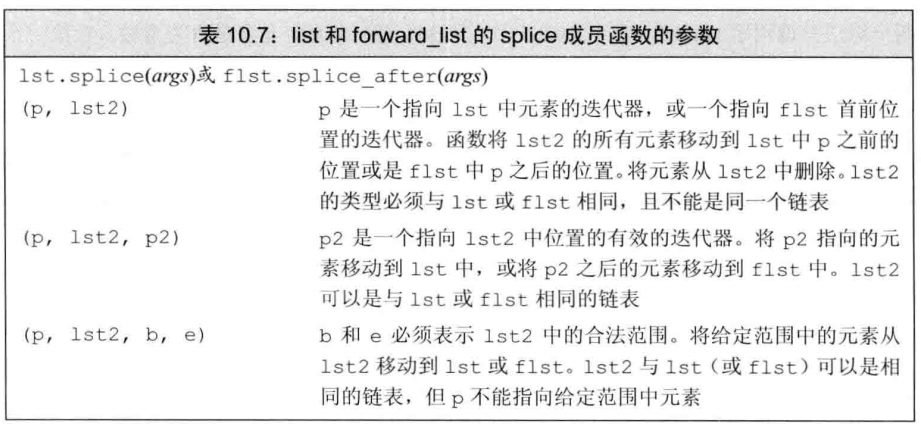 表 10.7：list 和 forward_list 的 splice 成员函数的参数
lst.splice(args)或 flst.splice_after(args)
(p, lst2) p 是一个指向 lst 中元素的迭代器，或一个指向 flst 首前位
置的迭代器。函数将 lst2 的所有元素移动到 lst 中 p 之前的
位置或是 flst 中 p 之后的位置。将元素从 lst2 中删除。lst2
的类型必须与 lst 或 flst 相同，且不能是同一个链表
(p, lst2, p2) p2 是一个指向 lst2 中位置的有效的迭代器。将 p2 指向的元
素移动到 lst 中，或将 p2 之后的元素移动到 flst 中。lst2
可以是与 lst 或 flst 相同的链表
(p, lst2, b, e) b 和 e 必须表示 lst2 中的合法范围。将给定范围中的元素从
lst2 移动到 lst 或 flst。lst2 与 lst（或 flst）可以是相
同的链表，但 p 不能指向给定范围中元素